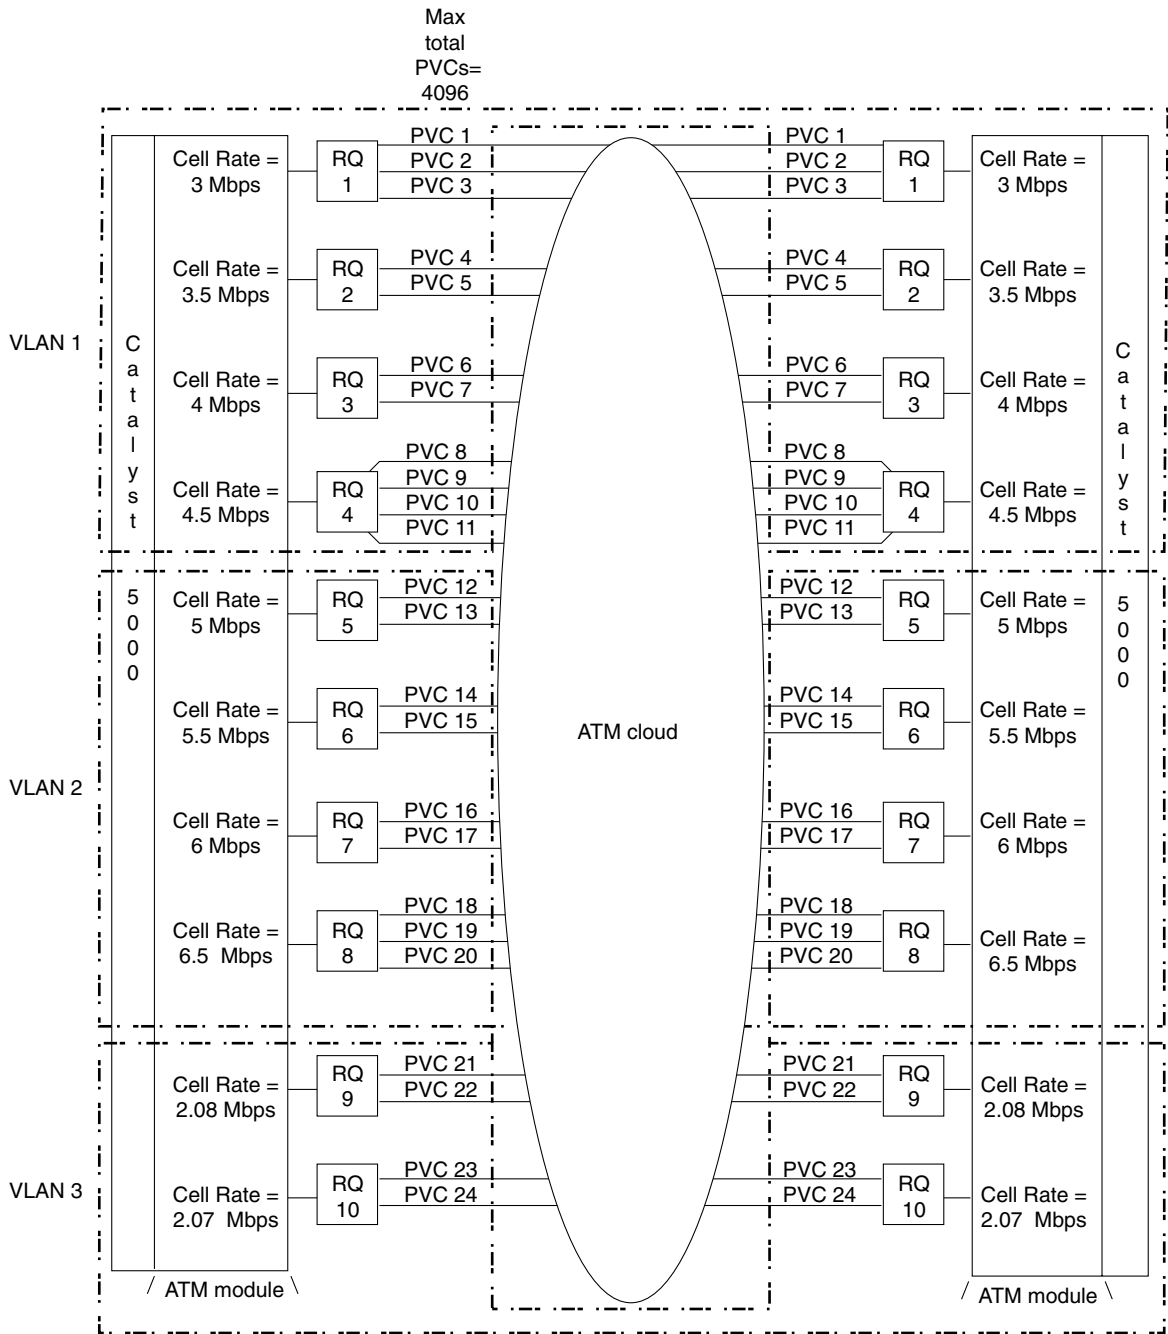 Max
total
PVCs=
4096
VLAN 1
Catalyst
5000
Cell Rate =
3 Mbps
RQ
1
PVC 1
PVC 2
PVC 3
PVC 1
PVC 2
PVC 3
RQ
1
Cell Rate =
3 Mbps
Cell Rate =
3.5 Mbps
RQ
2
PVC 4
PVC 5
PVC 4
PVC 5
RQ
2
Cell Rate =
3.5 Mbps
Cell Rate =
4 Mbps
RQ
3
PVC 6
PVC 7
PVC 6
PVC 7
RQ
3
Cell Rate =
4 Mbps
Cell Rate =
4.5 Mbps
RQ
4
PVC 8
PVC 9
PVC 10
PVC 11
PVC 8
PVC 9
PVC 10
PVC 11
RQ
4
Cell Rate =
4.5 Mbps
Catalyst
5000
VLAN 2
Cell Rate =
5 Mbps
RQ
5
PVC 12
PVC 13
PVC 12
PVC 13
RQ
5
Cell Rate =
5 Mbps
Cell Rate =
5.5 Mbps
RQ
6
PVC 14
PVC 15
ATM cloud
PVC 14
PVC 15
RQ
6
Cell Rate =
5.5 Mbps
Cell Rate =
6 Mbps
RQ
7
PVC 16
PVC 17
PVC 16
PVC 17
RQ
7
Cell Rate =
6 Mbps
Cell Rate =
6.5 Mbps
RQ
8
PVC 18
PVC 19
PVC 20
PVC 18
PVC 19
PVC 20
RQ
8
Cell Rate =
6.5 Mbps
VLAN 3
Cell Rate =
2.08 Mbps
RQ
9
PVC 21
PVC 22
PVC 21
PVC 22
RQ
9
Cell Rate =
2.08 Mbps
Cell Rate =
2.07 Mbps
RQ
10
PVC 23
PVC 24
PVC 23
PVC 24
RQ
10
Cell Rate =
2.07 Mbps
ATM module
ATM module